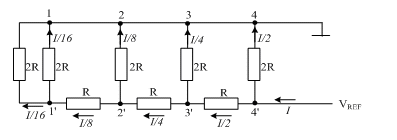 1 2 3 4
I/16 I/8 I/4 I/2
2R 2R 2R 2R 2R
R R R
I/16 1' I/8 2' I/4 3' I/2 4' I V_REF